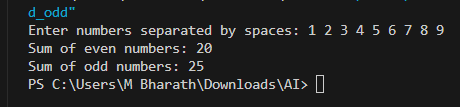 d_odd"
Enter numbers separated by spaces: 1 2 3 4 5 6 7 8 9
Sum of even numbers: 20
Sum of odd numbers: 25
PS C:\Users\M Bharath\Downloads\AI>